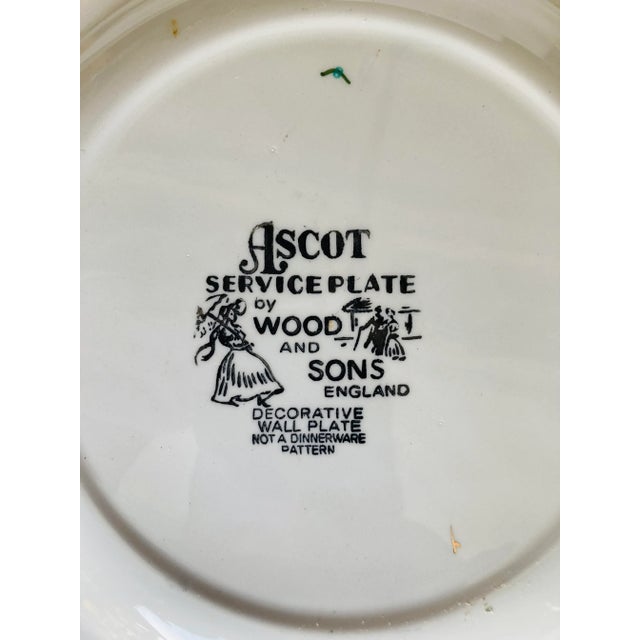 ASCOT
SERVICE PLATE
by
WOOD
AND
SONS
ENGLAND
DECORATIVE
WALL PLATE
NOT A DINNERWARE
PATTERN